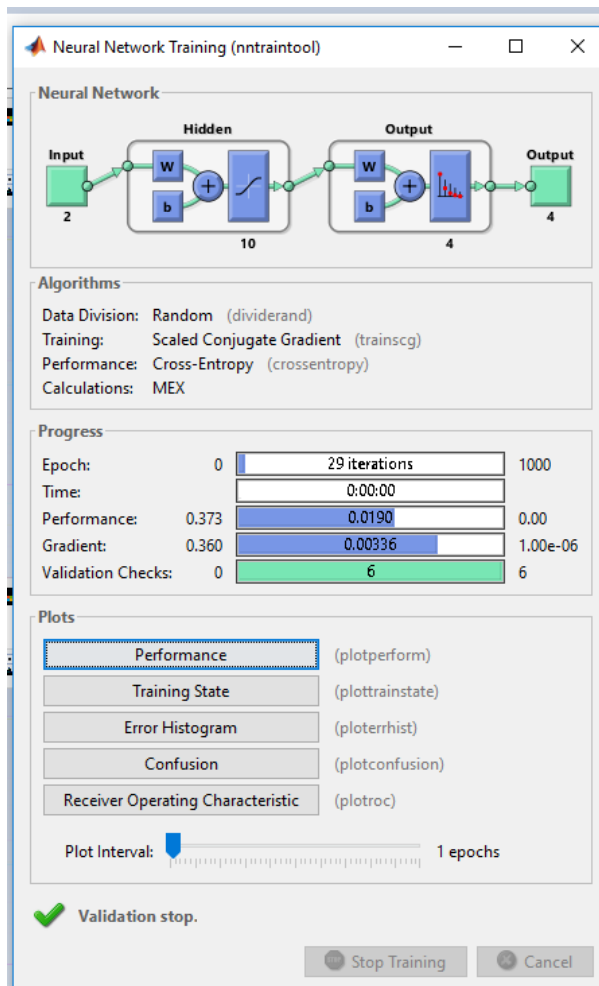 Neural Network Training (nntraintool)
Neural Network
Hidden Output
Input W b + W b + Output
2 10 4 4
Algorithms
Data Division: Random (dividerand)
Training: Scaled Conjugate Gradient (trainscg)
Performance: Cross-Entropy (crossentropy)
Calculations: MEX
Progress
Epoch: 0 29 iterations 1000
Time: 0:00:00
Performance: 0.373 0.0190 0.00
Gradient: 0.360 0.00336 1.00e-06
Validation Checks: 0 6 6
Plots
Performance (plotperform)
Training State (plottrainstate)
Error Histogram (ploterrhist)
Confusion (plotconfusion)
Receiver Operating Characteristic (plotroc)
Plot Interval: 1 epochs
Validation stop.
Stop Training Cancel